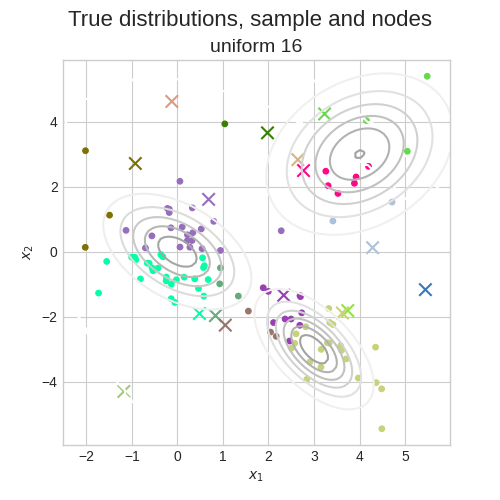 True distributions, sample and nodes
uniform 16
4
2
0
−2
−4
x₂
−2 −1 0 1 2 3 4 5
x₁